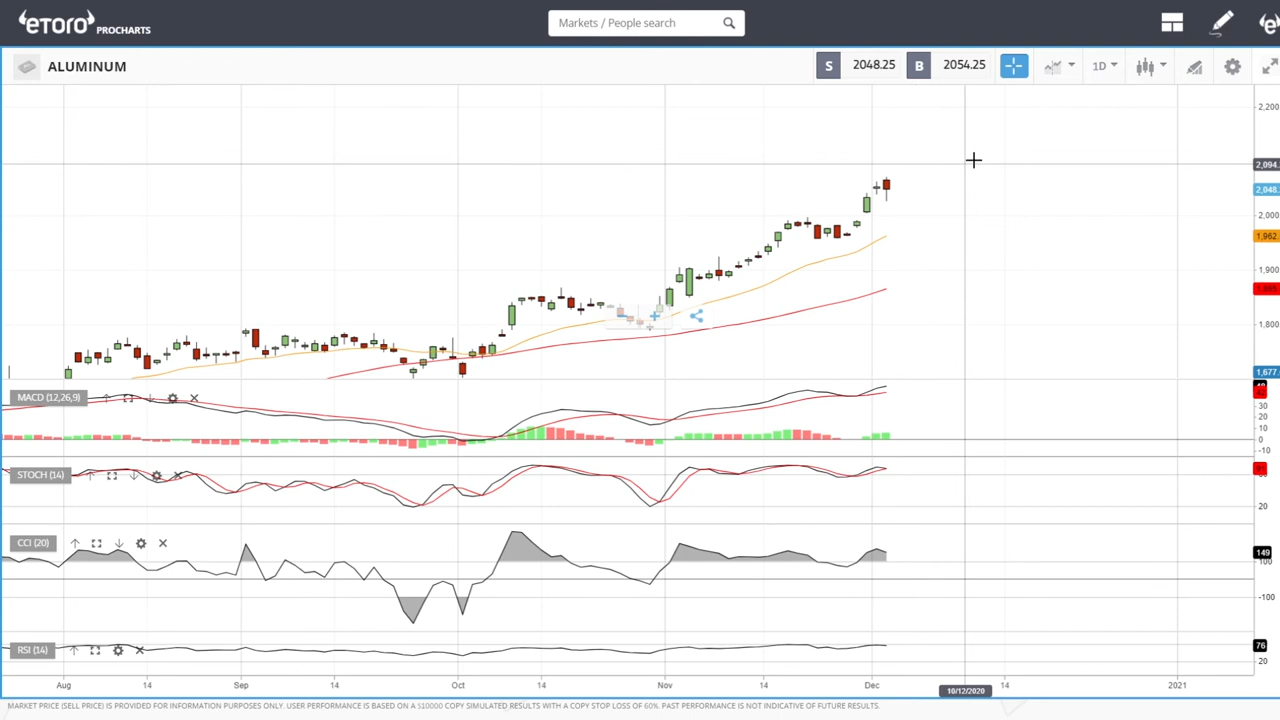 eToro PROCHARTS
Markets / People search
ALUMINUM
S 2048.25 B 2054.25 1D
2,200
2,094.
2,048.
2,000
1,962.
1,900
1,800
1,677.
MACD (12,26,9)
30
20
10
0
-10
STOCH (14)
20
CCI (20)
149
100
-100
RSI (14)
76
20
Aug 14 Sep 14 Oct 14 Nov 14 Dec 10/12/2020 14 2021
MARKET PRICE (SELL PRICE) IS PROVIDED FOR INFORMATION PURPOSES ONLY. USER PERFORMANCE IS BASED ON A $10000 COPY SIMULATED RESULTS WITH A COPY STOP LOSS OF 60%. PAST PERFORMANCE IS NOT INDICATIVE OF FUTURE RESULTS.